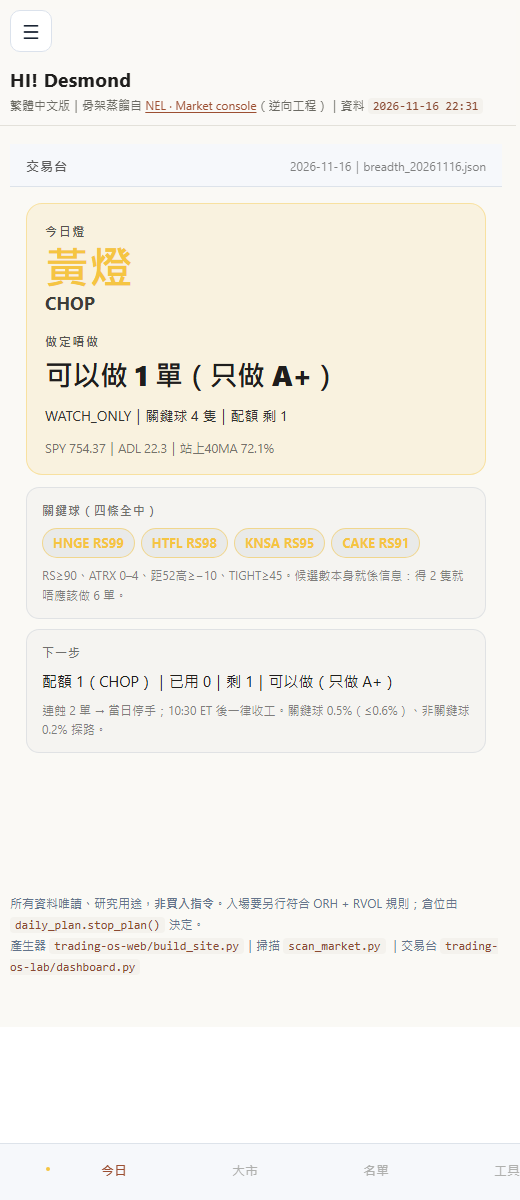 ☰
HI! Desmond
繁體中文版 | 骨架蒸餾自 NEL · Market console（逆向工程）| 資料 2026-11-16 22:31
交易台
2026-11-16 | breadth_20261116.json
今日燈
黃燈
CHOP
做定唔做
可以做 1 單（只做 A+）
WATCH_ONLY | 關鍵球 4 隻 | 配額 剩 1
SPY 754.37 | ADL 22.3 | 站上40MA 72.1%
關鍵球（四條全中）
HNGE RS99 HTFL RS98 KNSA RS95 CAKE RS91
RS≥90、ATRX 0–4、距52高≥−10、TIGHT≥45。候選數本身就係信息：得 2 隻就
唔應該做 6 單。
下一步
配額 1（CHOP）| 已用 0 | 剩 1 | 可以做（只做 A+）
連蝕 2 單 → 當日停手；10:30 ET 後一律收工。關鍵球 0.5%（≤0.6%）、非關鍵球
0.2% 探路。
所有資料唯讀、研究用途，非買入指令。入場要另行符合 ORH + RVOL 規則；倉位由
daily_plan.stop_plan() 決定。
產生器 trading-os-web/build_site.py | 掃描 scan_market.py | 交易台 trading-
os-lab/dashboard.py
今日 大市 名單 工具